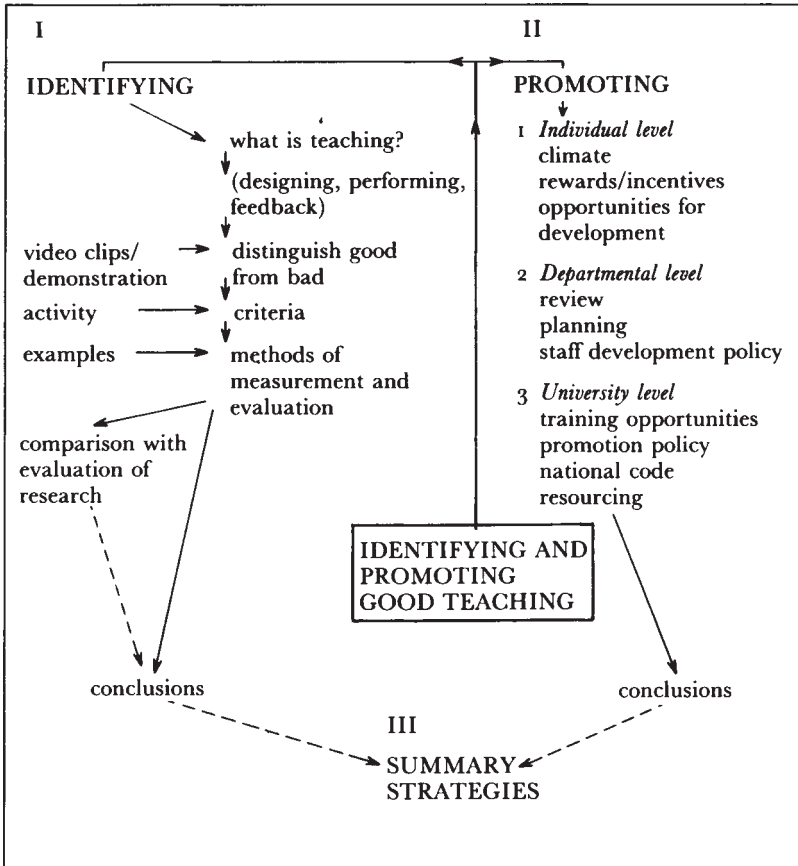 I
IDENTIFYING
what is teaching?
(designing, performing,
feedback)
video clips/
demonstration
distinguish good
from bad
activity
criteria
examples
methods of
measurement and
evaluation
comparison with
evaluation of
research
conclusions
II
PROMOTING
1 Individual level
climate
rewards/incentives
opportunities for
development
2 Departmental level
review
planning
staff development policy
3 University level
training opportunities
promotion policy
national code
resourcing
IDENTIFYING AND
PROMOTING
GOOD TEACHING
conclusions
III
SUMMARY
STRATEGIES